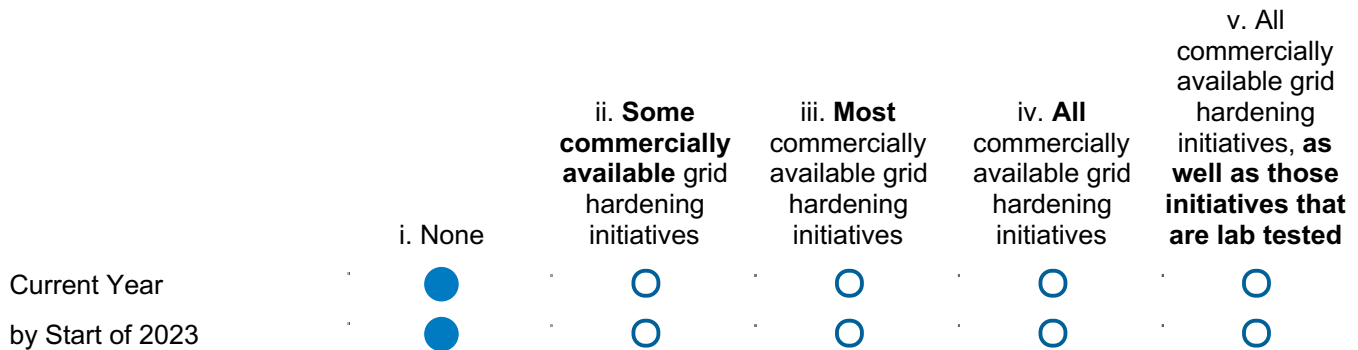 i. None
ii. Some
commercially
available grid
hardening
initiatives
iii. Most
commercially
available grid
hardening
initiatives
iv. All
commercially
available grid
hardening
initiatives
v. All
commercially
available grid
hardening
initiatives, as
well as those
initiatives that
are lab tested
Current Year
by Start of 2023